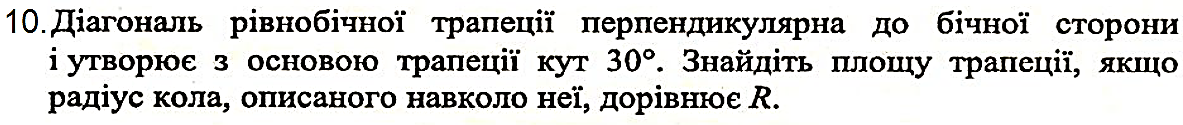 10. Діагональ рівнобічної трапеції перпендикулярна до бічної сторони
і утворює з основою трапеції кут 30°. Знайдіть площу трапеції, якщо
радіус кола, описаного навколо неї, дорівнює R.